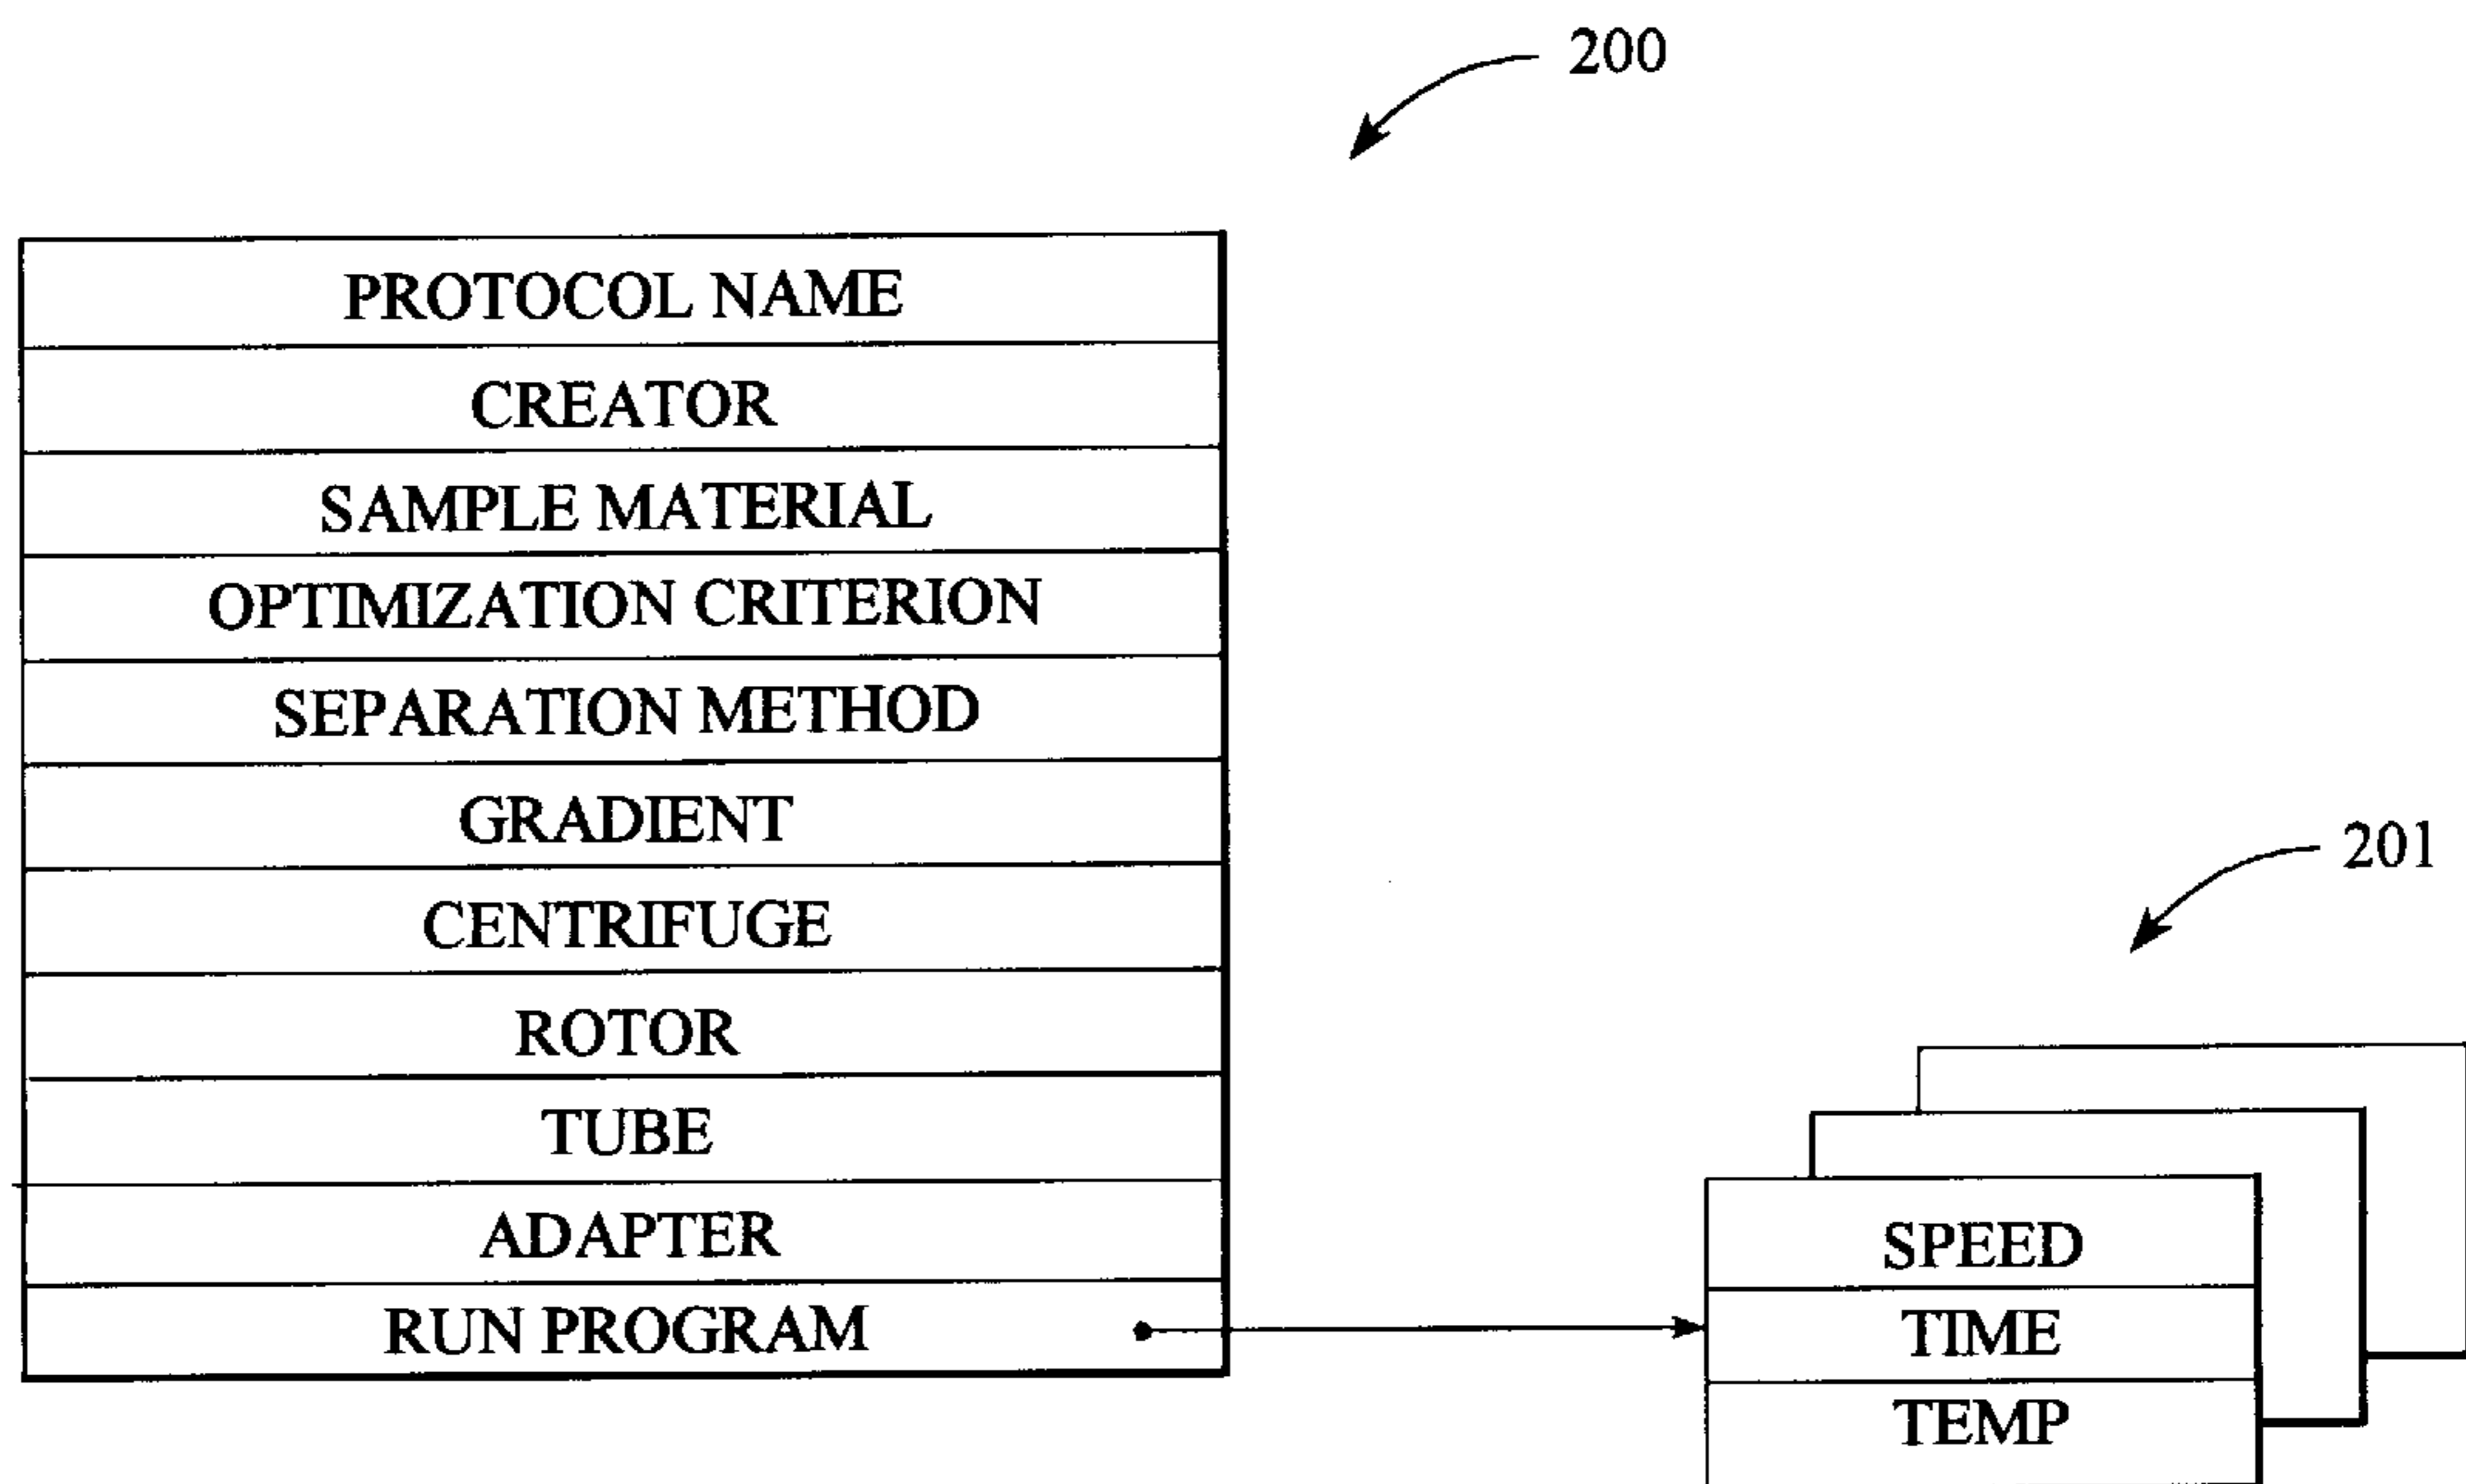 200
PROTOCOL NAME
CREATOR
SAMPLE MATERIAL
OPTIMIZATION CRITERION
SEPARATION METHOD
GRADIENT
CENTRIFUGE
ROTOR
TUBE
ADAPTER
RUN PROGRAM
201
SPEED
TIME
TEMP